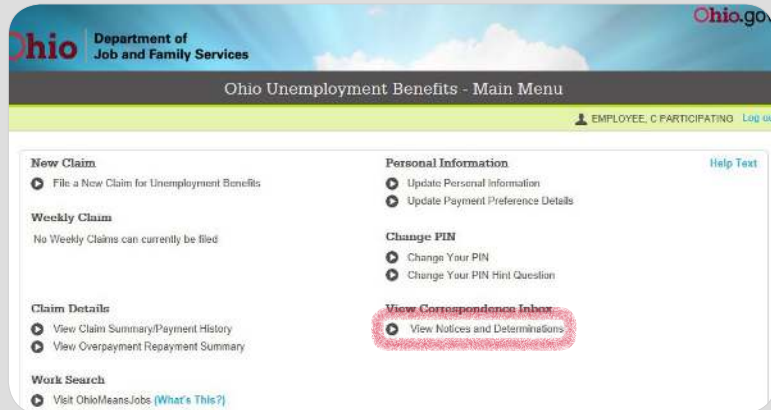 Ohio.gov
Ohio Department of
Job and Family Services
Ohio Unemployment Benefits - Main Menu
EMPLOYEE, C PARTICIPATING Log ou
New Claim
File a New Claim for Unemployment Benefits
Weekly Claim
No Weekly Claims can currently be filed
Claim Details
View Claim Summary/Payment History
View Overpayment Repayment Summary
Work Search
Visit OhioMeansJobs (What's This?)
Personal Information
Update Personal Information
Update Payment Preference Details
Change PIN
Change Your PIN
Change Your PIN Hint Question
View Correspondence Inbox
View Notices and Determinations
Help Text